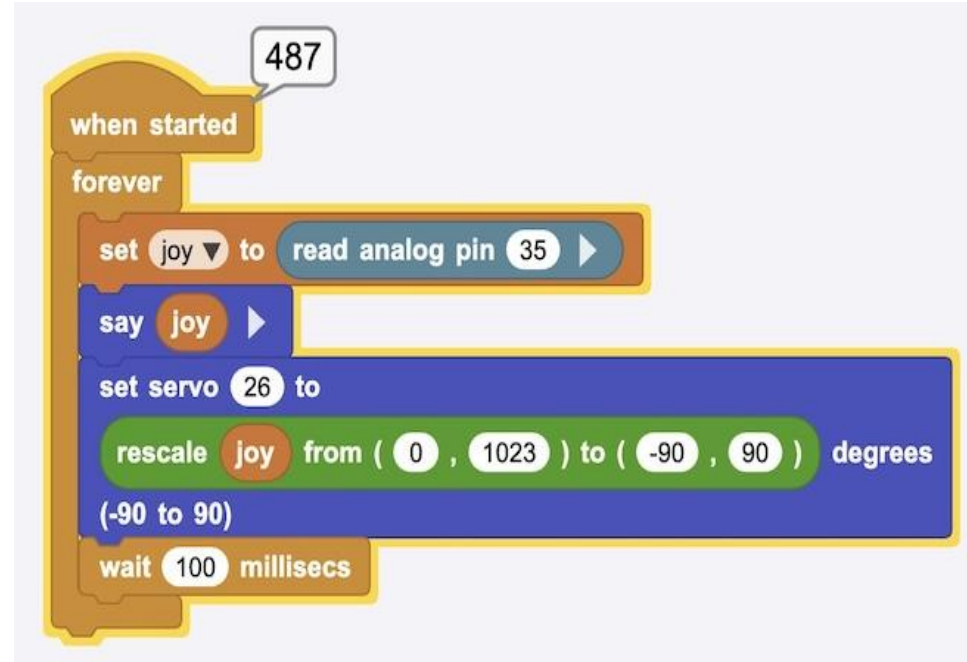 487
when started
forever
set joy ▼ to read analog pin 35
say joy
set servo 26 to
rescale joy from ( 0 , 1023 ) to ( -90 , 90 ) degrees
(-90 to 90)
wait 100 millisecs